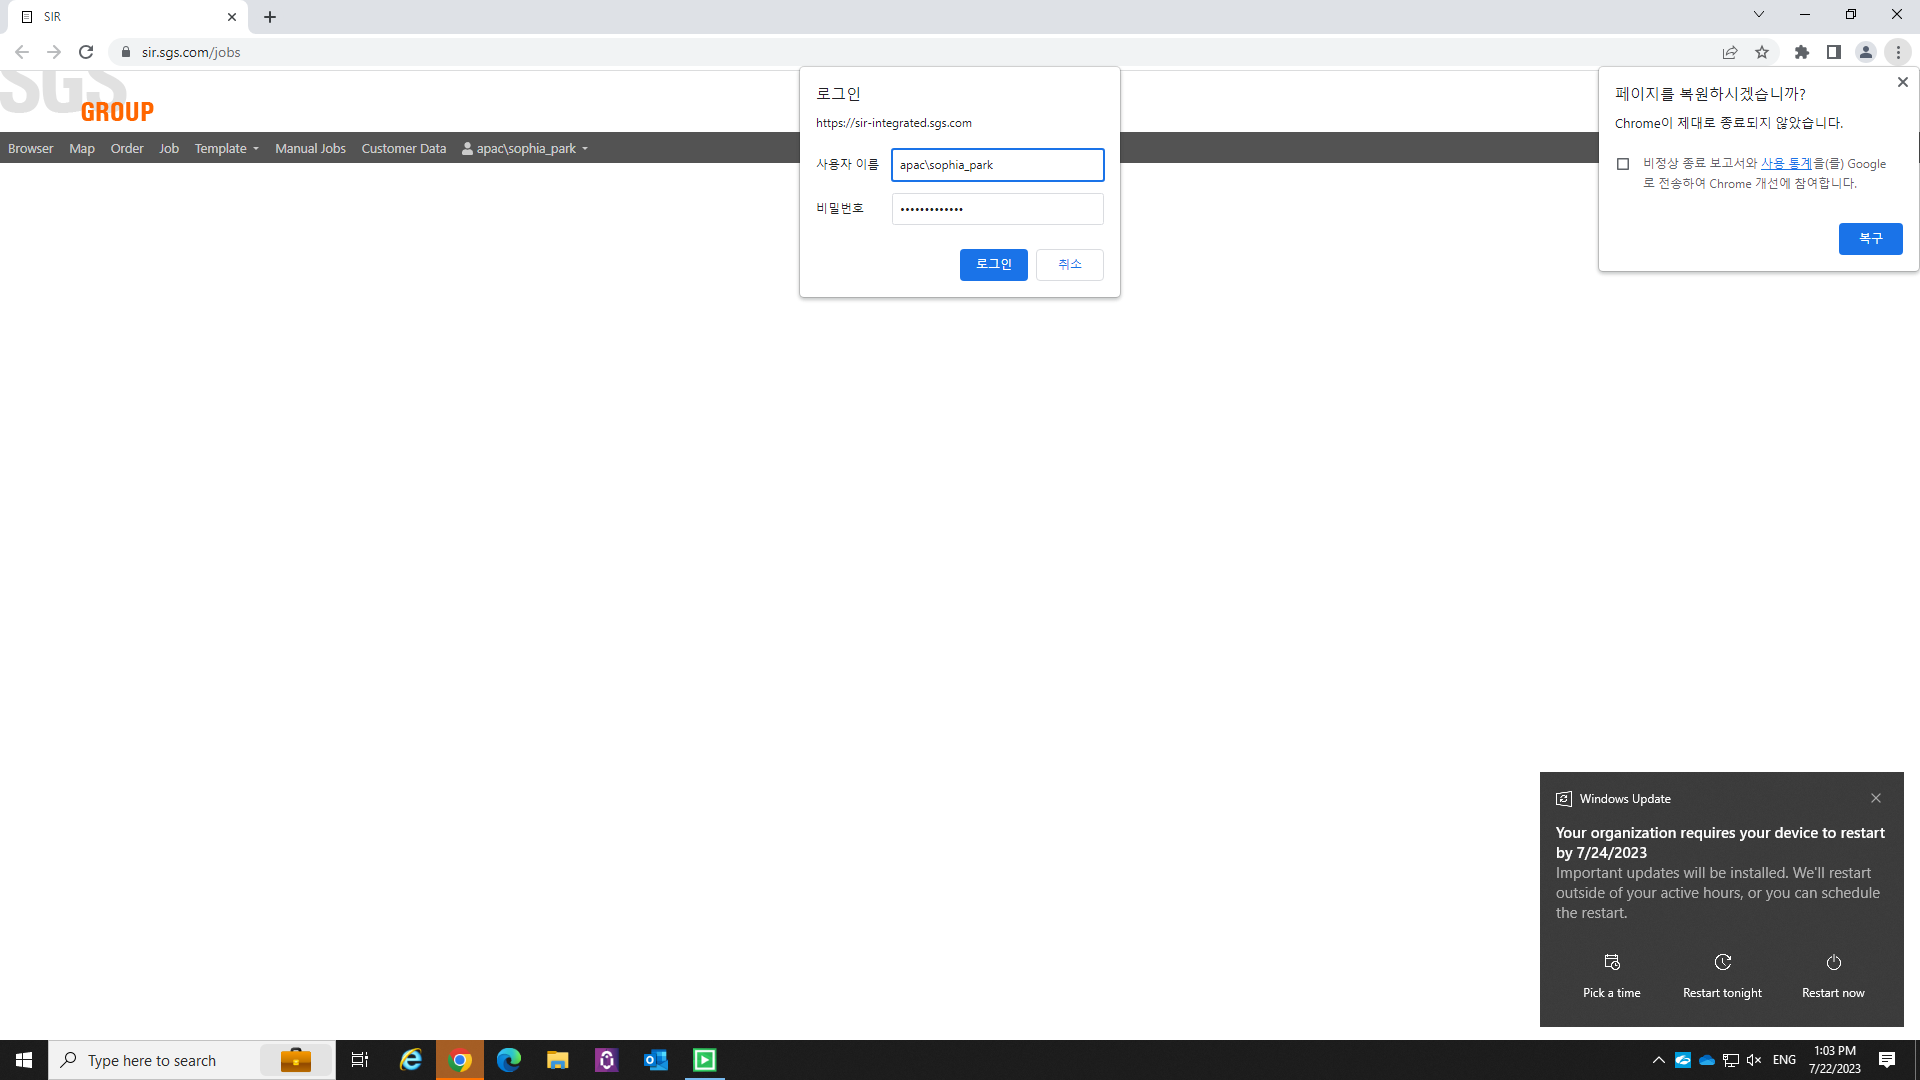 SIR
sir.sgs.com/jobs
SGS
GROUP
Browser Map Order Job Template Manual Jobs Customer Data apac\sophia_park
로그인
https://sir-integrated.sgs.com
사용자 이름 apac\sophia_park
비밀번호 •••••••••••••
로그인 취소
페이지를 복원하시겠습니까?
Chrome이 제대로 종료되지 않았습니다.
비정상 종료 보고서와 사용 통계을(를) Google
로 전송하여 Chrome 개선에 참여합니다.
복구
Windows Update
Your organization requires your device to restart
by 7/24/2023
Important updates will be installed. We'll restart
outside of your active hours, or you can schedule
the restart.
Pick a time Restart tonight Restart now
Type here to search
ENG
1:03 PM
7/22/2023